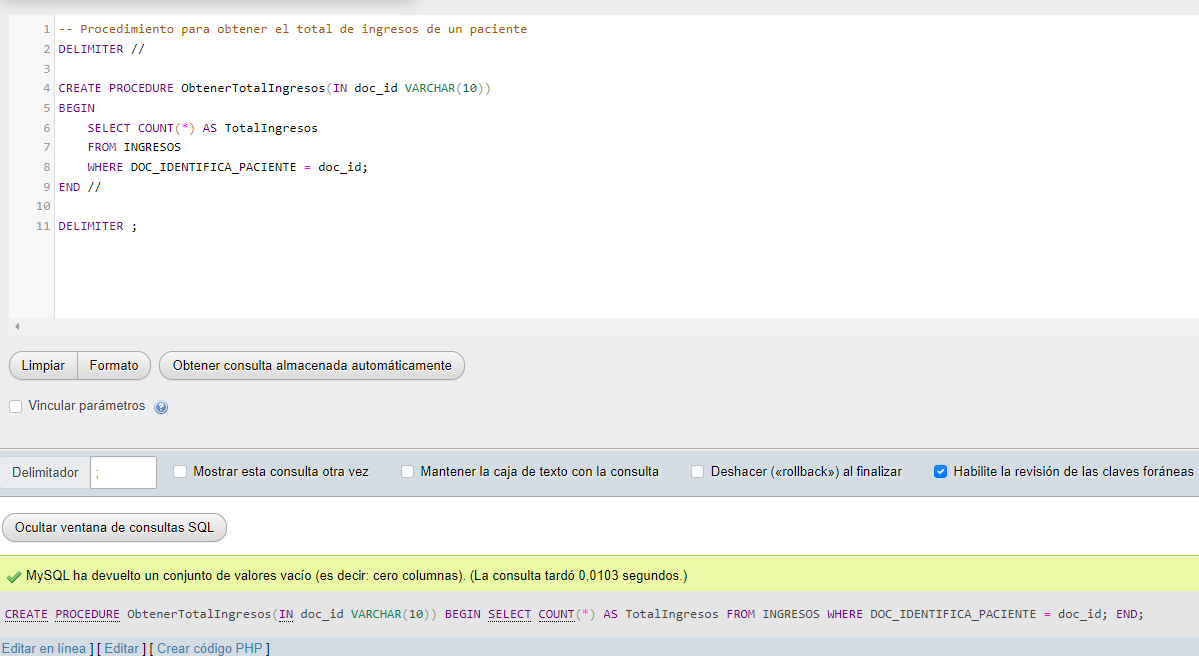 1 -- Procedimiento para obtener el total de ingresos de un paciente
2 DELIMITER //
3
4 CREATE PROCEDURE ObtenerTotalIngresos(IN doc_id VARCHAR(10))
5 BEGIN
6     SELECT COUNT(*) AS TotalIngresos
7     FROM INGRESOS
8     WHERE DOC_IDENTIFICA_PACIENTE = doc_id;
9 END //
10
11 DELIMITER ;
Limpiar Formato Obtener consulta almacenada automáticamente
Vincular parámetros
Delimitador ; Mostrar esta consulta otra vez Mantener la caja de texto con la consulta Deshacer («rollback») al finalizar Habilite la revisión de las claves foráneas
Ocultar ventana de consultas SQL
MySQL ha devuelto un conjunto de valores vacío (es decir: cero columnas). (La consulta tardó 0,0103 segundos.)
CREATE PROCEDURE ObtenerTotalIngresos(IN doc_id VARCHAR(10)) BEGIN SELECT COUNT(*) AS TotalIngresos FROM INGRESOS WHERE DOC_IDENTIFICA_PACIENTE = doc_id; END;
Editar en línea ] [ Editar ] [ Crear código PHP ]